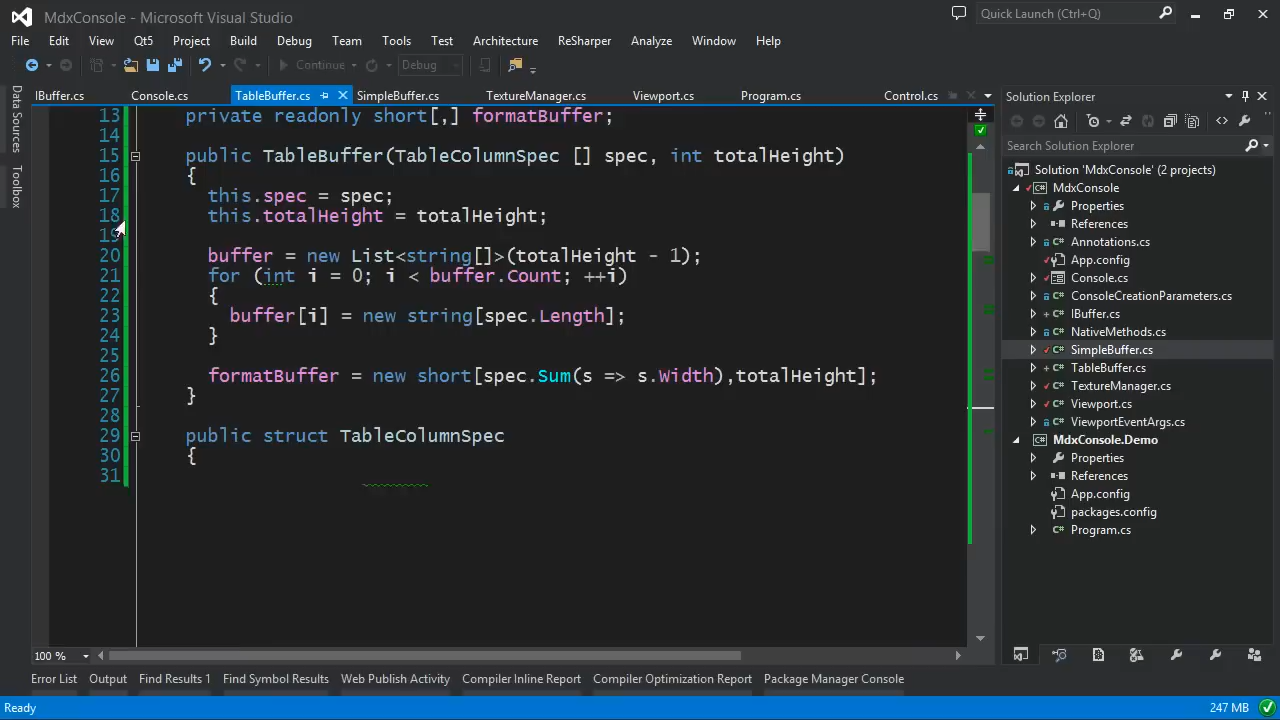 MdxConsole - Microsoft Visual Studio
Quick Launch (Ctrl+Q)
File Edit View Qt5 Project Build Debug Team Tools Test Architecture ReSharper Analyze Window Help
Continue Debug
IBuffer.cs Console.cs TableBuffer.cs SimpleBuffer.cs TextureManager.cs Viewport.cs Program.cs Control.cs
Data Sources
Toolbox
13 private readonly short[,] formatBuffer;
14
15 public TableBuffer(TableColumnSpec [] spec, int totalHeight)
16 {
17 this.spec = spec;
18 this.totalHeight = totalHeight;
19
20 buffer = new List<string[]>(totalHeight - 1);
21 for (int i = 0; i < buffer.Count; ++i)
22 {
23 buffer[i] = new string[spec.Length];
24 }
25
26 formatBuffer = new short[spec.Sum(s => s.Width),totalHeight];
27 }
28
29 public struct TableColumnSpec
30 {
31
100 %
Solution Explorer
Search Solution Explorer
Solution 'MdxConsole' (2 projects)
MdxConsole
Properties
References
Annotations.cs
App.config
Console.cs
ConsoleCreationParameters.cs
IBuffer.cs
NativeMethods.cs
SimpleBuffer.cs
TableBuffer.cs
TextureManager.cs
Viewport.cs
ViewportEventArgs.cs
MdxConsole.Demo
Properties
References
App.config
packages.config
Program.cs
Error List Output Find Results 1 Find Symbol Results Web Publish Activity Compiler Inline Report Compiler Optimization Report Package Manager Console
Ready
247 MB